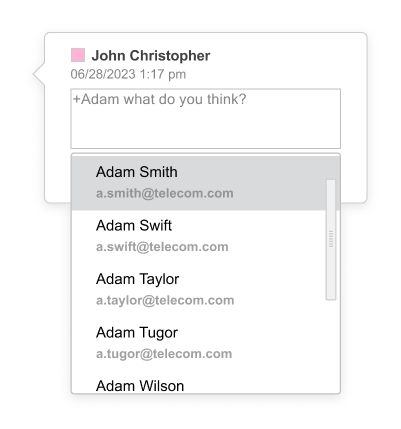 John Christopher
06/28/2023 1:17 pm
+Adam what do you think?
Adam Smith
a.smith@telecom.com
Adam Swift
a.swift@telecom.com
Adam Taylor
a.taylor@telecom.com
Adam Tugor
a.tugor@telecom.com
Adam Wilson